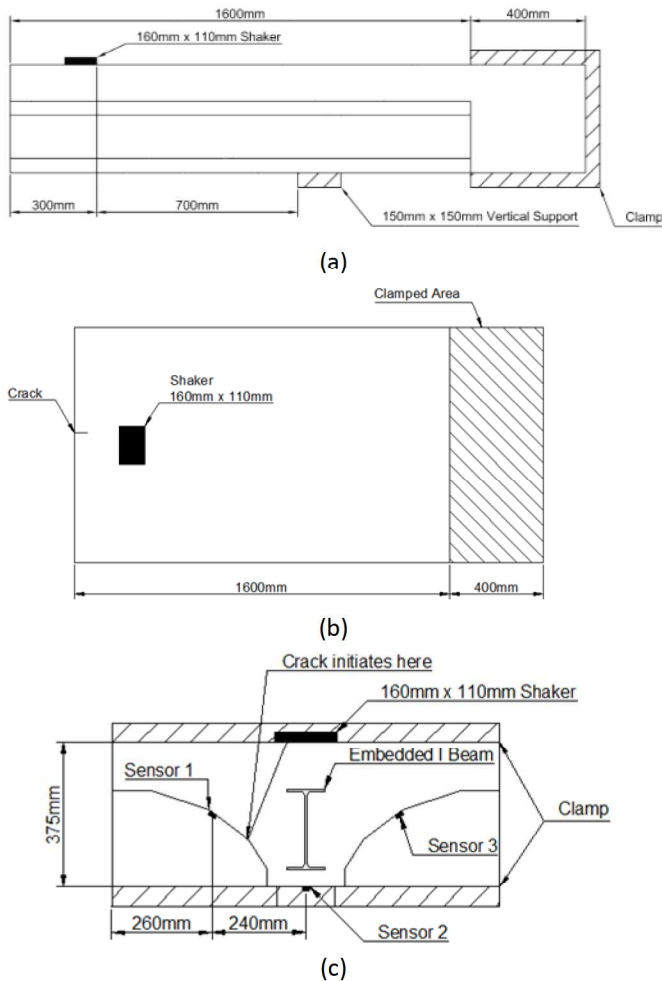 1600mm
400mm
160mm x 110mm Shaker
300mm
700mm
150mm x 150mm Vertical Support
Clamp
(a)
Clamped Area
Crack
Shaker
160mm x 110mm
1600mm
400mm
(b)
Crack initiates here
160mm x 110mm Shaker
Embedded I Beam
Sensor 1
375mm
Clamp
Sensor 3
260mm
240mm
Sensor 2
(c)